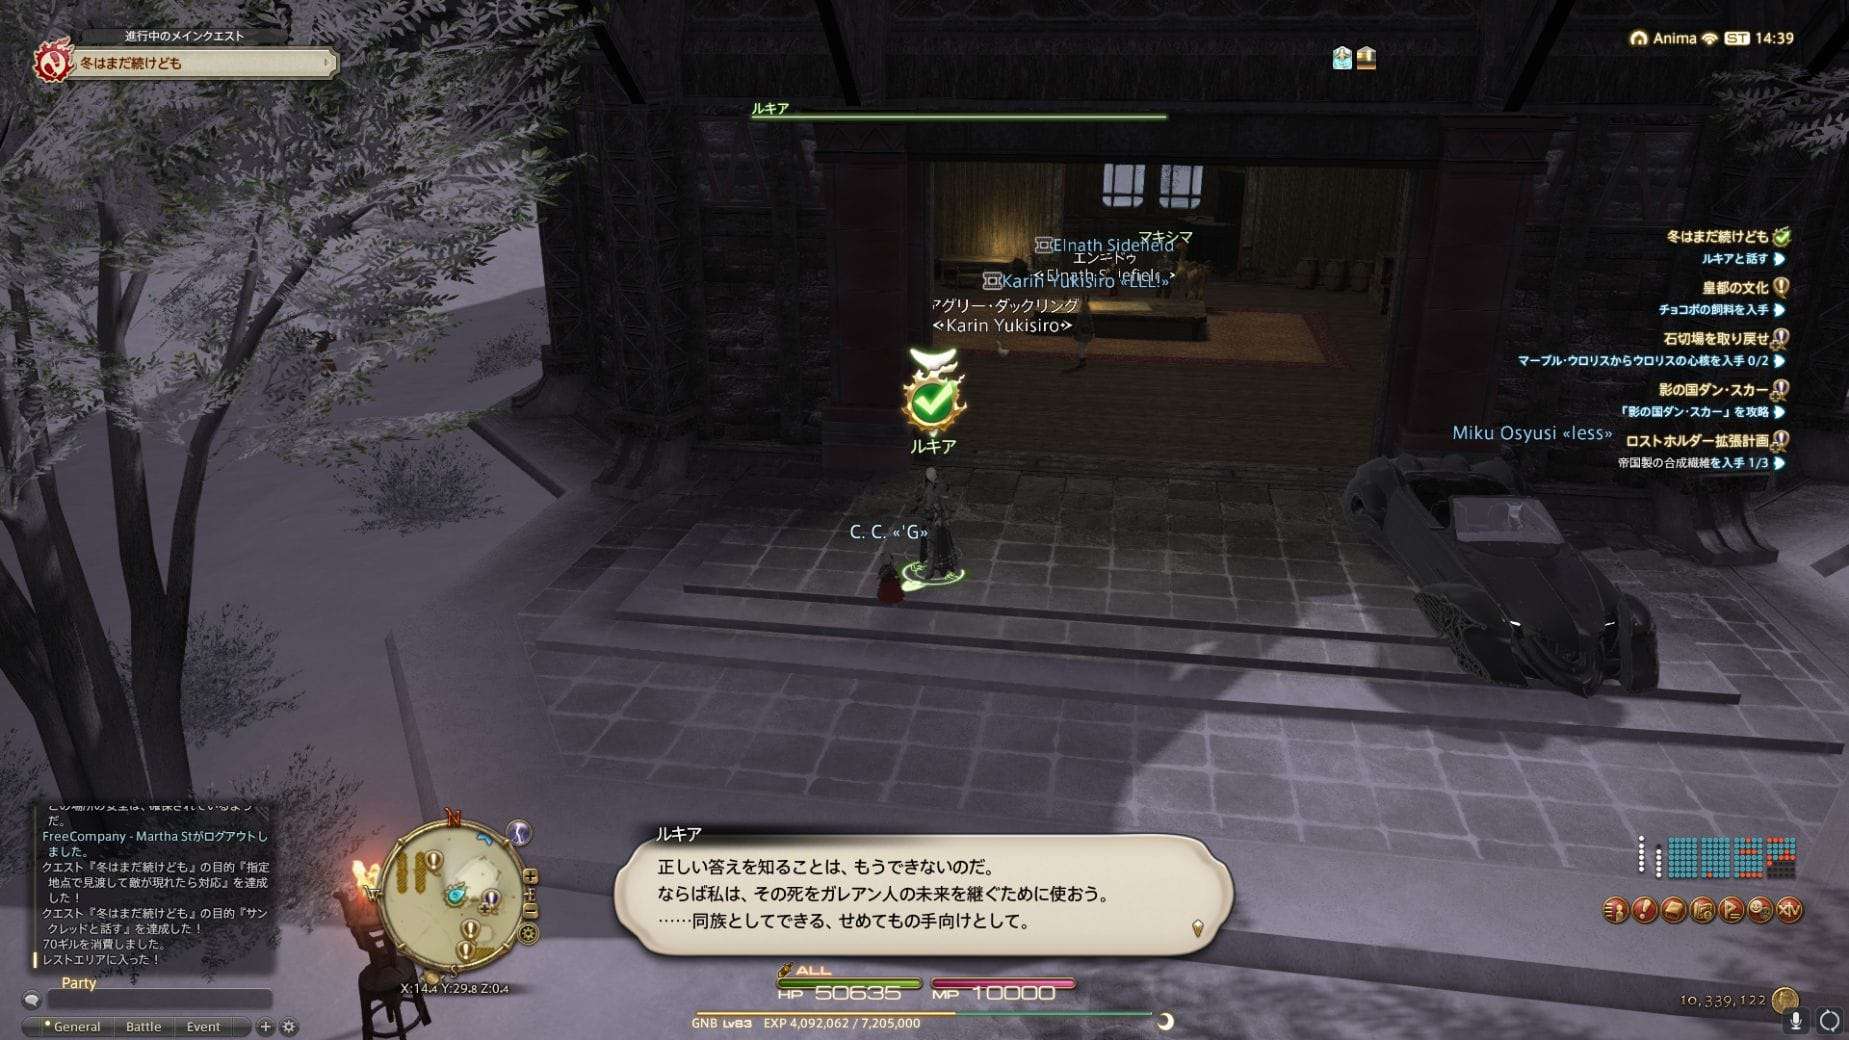 進行中のメインクエスト
冬はまだ続けども
Anima ST 14:39
ルキア
冬はまだ続けども
ルキアと話す
皇都の文化
チョコボの飼料を入手
石切場を取り戻せ
マーブル・ウロリスからウロリスの心核を入手 0/2
影の国ダン・スカー
「影の国ダン・スカー」を攻略
ロストホルダー拡張計画
帝国製の合成繊維を入手 1/3
マキシマ
Elnath Sidefield
エンードゥ
Karin Yukisiro «LLL!»
アグリー・ダックリング
Karin Yukisiro
ルキア
Miku Osyusi «less»
C. C. «'G»
だ。
FreeCompany - Martha Stがログアウトし
ました。
クエスト『冬はまだ続けども』の目的『指定
地点で見渡して敵が現れたら対応』を達成
した!
クエスト『冬はまだ続けども』の目的『サン
クレッドと話す』を達成した!
70ギルを消費しました。
レストエリアに入った!
Party
General Battle Event
N
X:14.4 Y:29.8 Z:0.4
ルキア
正しい答えを知ることは、もうできないのだ。
ならば私は、その死をガレアン人の未来を継ぐために使おう。
……同族としてできる、せめてもの手向けとして。
ALL
HP 50635 MP 10000
GNB Lv83 EXP 4,092,062 / 7,205,000
XIV
10,339,122